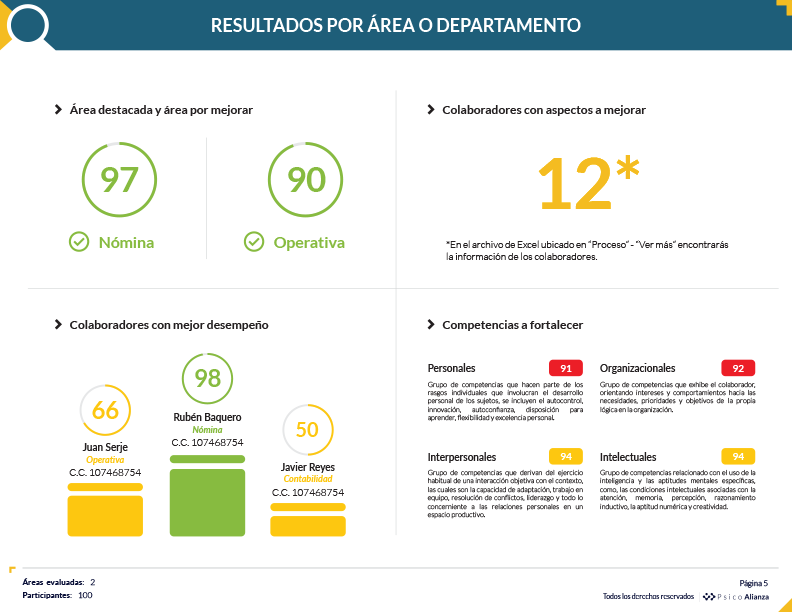 RESULTADOS POR ÁREA O DEPARTAMENTO
Área destacada y área por mejorar
97
90
Nómina
Operativa
Colaboradores con aspectos a mejorar
12*
*En el archivo de Excel ubicado en “Proceso” - “Ver más” encontrarás
la información de los colaboradores.
Colaboradores con mejor desempeño
66
Juan Serje
Operativa
C.C. 107468754
98
Rubén Baquero
Nómina
C.C. 107468754
50
Javier Reyes
Contabilidad
C.C. 107468754
Competencias a fortalecer
Personales 91
Grupo de competencias que hacen parte de los
rasgos individuales que involucran el desarrollo
personal de los sujetos, se incluyen el autocontrol,
innovación, autoconfianza, disposición para
aprender, flexibilidad y excelencia personal.
Organizacionales 92
Grupo de competencias que exhibe el colaborador,
orientando intereses y comportamientos hacia las
necesidades, prioridades y objetivos de la propia
lógica en la organización.
Interpersonales 94
Grupo de competencias que derivan del ejercicio
habitual de una interacción objetiva con el contexto,
las cuales son la capacidad de adaptación, trabajo en
equipo, resolución de conflictos, liderazgo y todo lo
concerniente a las relaciones personales en un
espacio productivo.
Intelectuales 94
Grupo de competencias relacionado con el uso de la
inteligencia y las aptitudes mentales específicas,
como, las condiciones intelectuales asociadas con la
atención, memoria, percepción, razonamiento
inductivo, la aptitud numérica y creatividad.
Áreas evaluadas: 2
Participantes: 100
Página 5
Todos los derechos reservados | Psico Alianza